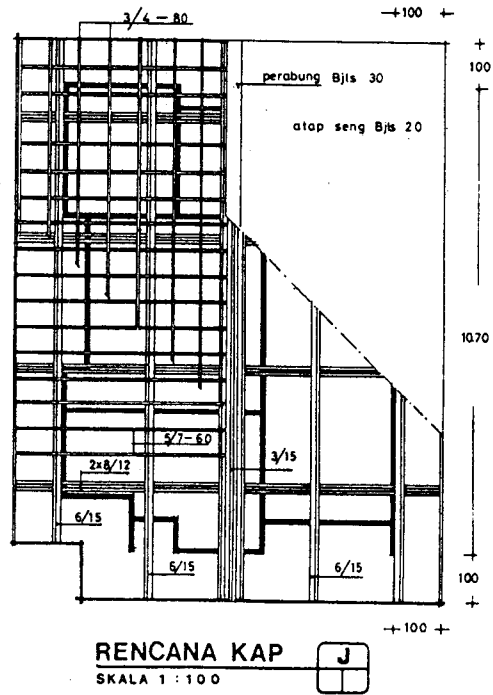 3/4 - 80
100
100
perabung Bjls 30
atap seng Bjls 20
10.70
5/7-60
2x8/12
3/15
6/15
6/15
6/15
100
100
RENCANA KAP
J
SKALA 1 : 100